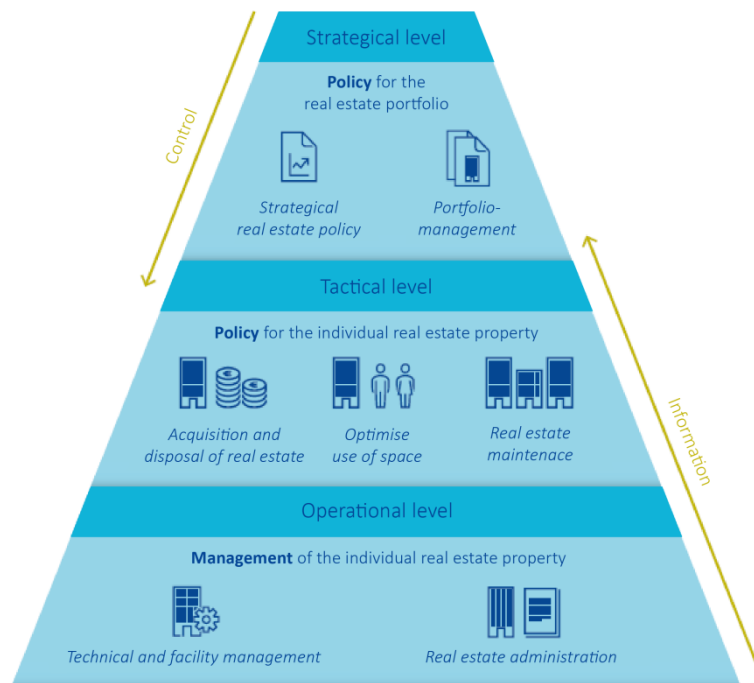 Strategical level
Policy for the
real estate portfolio
Control
Strategical
real estate policy
Portfolio-
management
Tactical level
Policy for the individual real estate property
Acquisition and
disposal of real estate
Optimise
use of space
Real estate
maintenace
Information
Operational level
Management of the individual real estate property
Technical and facility management
Real estate administration